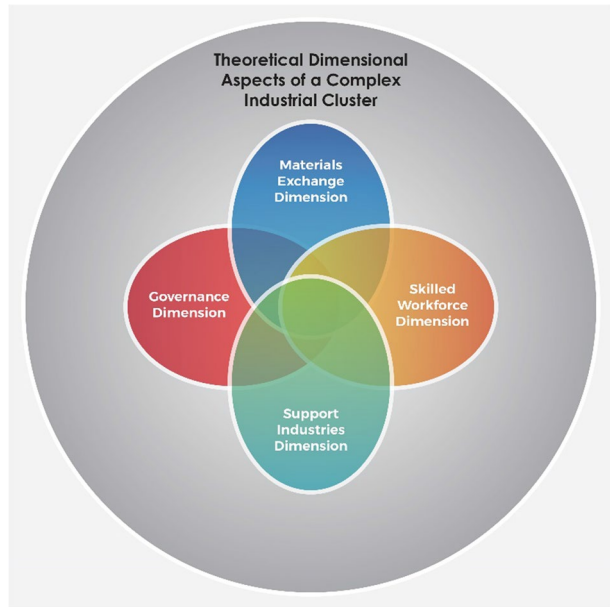 Theoretical Dimensional
Aspects of a Complex
Industrial Cluster
Materials
Exchange
Dimension
Governance
Dimension
Skilled
Workforce
Dimension
Support
Industries
Dimension